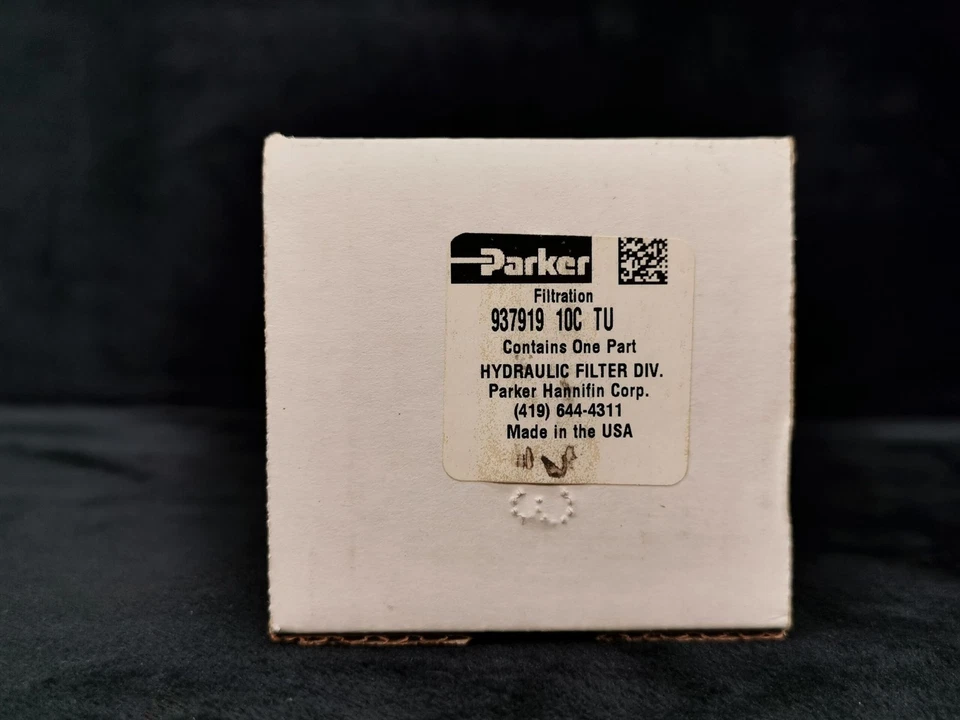 Parker
Filtration
937919 10C TU
Contains One Part
HYDRAULIC FILTER DIV.
Parker Hannifin Corp.
(419) 644-4311
Made in the USA